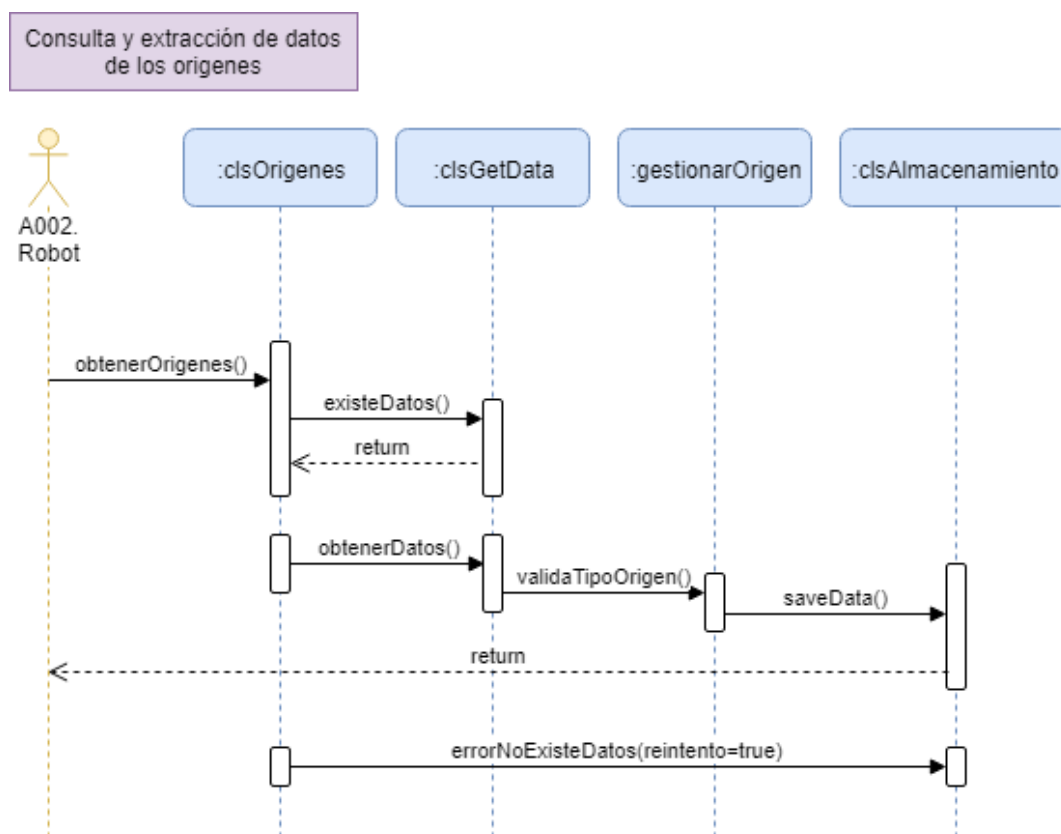 Consulta y extracción de datos
de los origenes
:clsOrigenes
:clsGetData
:gestionarOrigen
:clsAlmacenamiento
A002.
Robot
obtenerOrigenes()
existeDatos()
return
obtenerDatos()
validaTipoOrigen()
saveData()
return
errorNoExisteDatos(reintento=true)